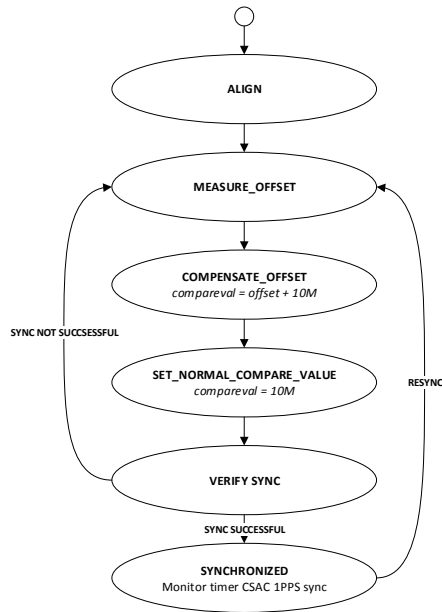 ALIGN
MEASURE_OFFSET
COMPENSATE_OFFSET
compareval = offset + 10M
SYNC NOT SUCCSESSFUL
SET_NORMAL_COMPARE_VALUE
compareval = 10M
RESYNC
VERIFY SYNC
SYNC SUCCESSFUL
SYNCHRONIZED
Monitor timer CSAC 1PPS sync